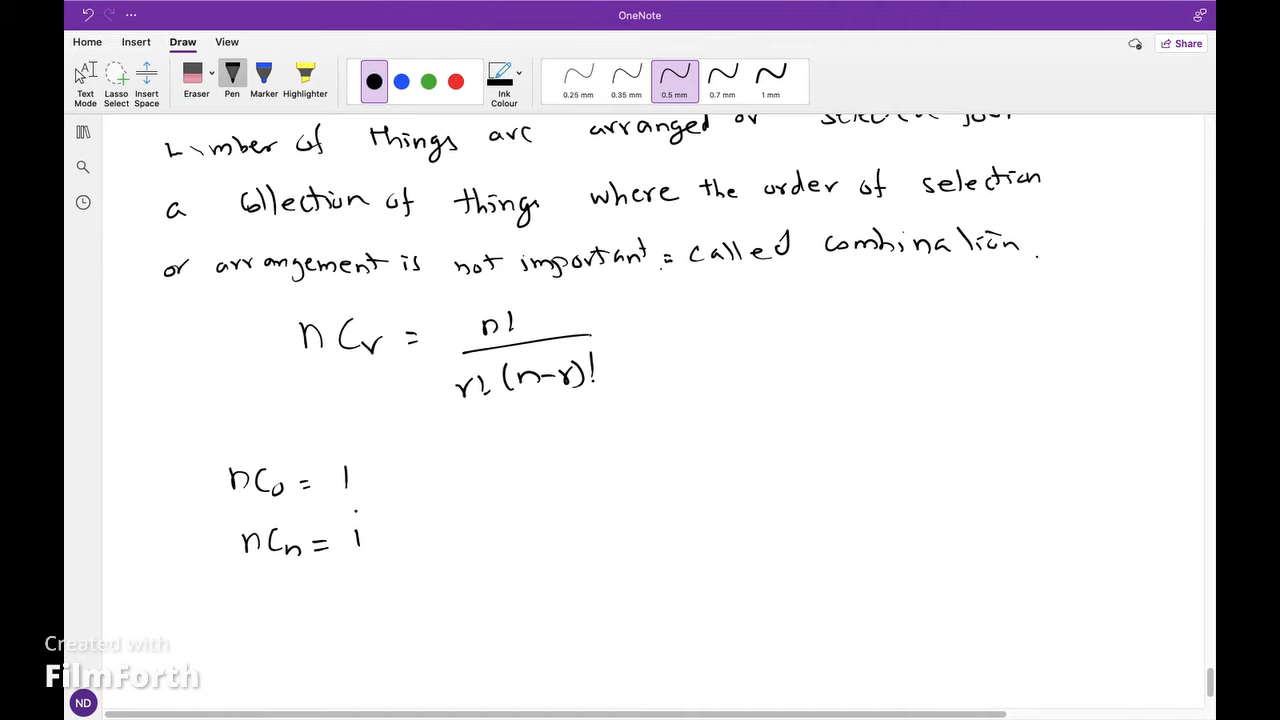 OneNote
Home Insert Draw View
Share
Text Mode Lasso Select Insert Space Eraser Pen Marker Highlighter Ink Colour 0.25 mm 0.35 mm 0.5 mm 0.7 mm 1 mm
number of things are arranged or
a collection of things where the order of selection
or arrangement is not important = called combination.
nCr = n! / r! (n-r)!
nC0 = 1
nCn = 1
Created with
FilmForth
ND